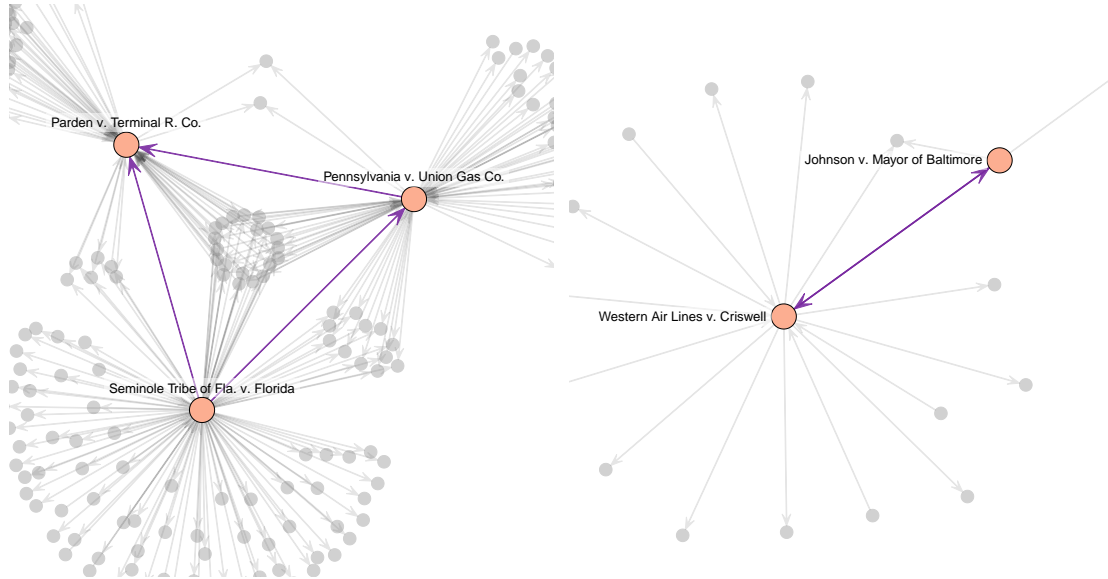 Parden v. Terminal R. Co.
Pennsylvania v. Union Gas Co.
Seminole Tribe of Fla. v. Florida
Johnson v. Mayor of Baltimore
Western Air Lines v. Criswell